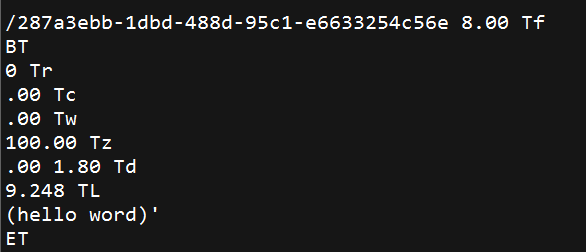 /287a3ebb-1dbd-488d-95c1-e6633254c56e 8.00 Tf
BT
0 Tr
.00 Tc
.00 Tw
100.00 Tz
.00 1.80 Td
9.248 TL
(hello word)'
ET